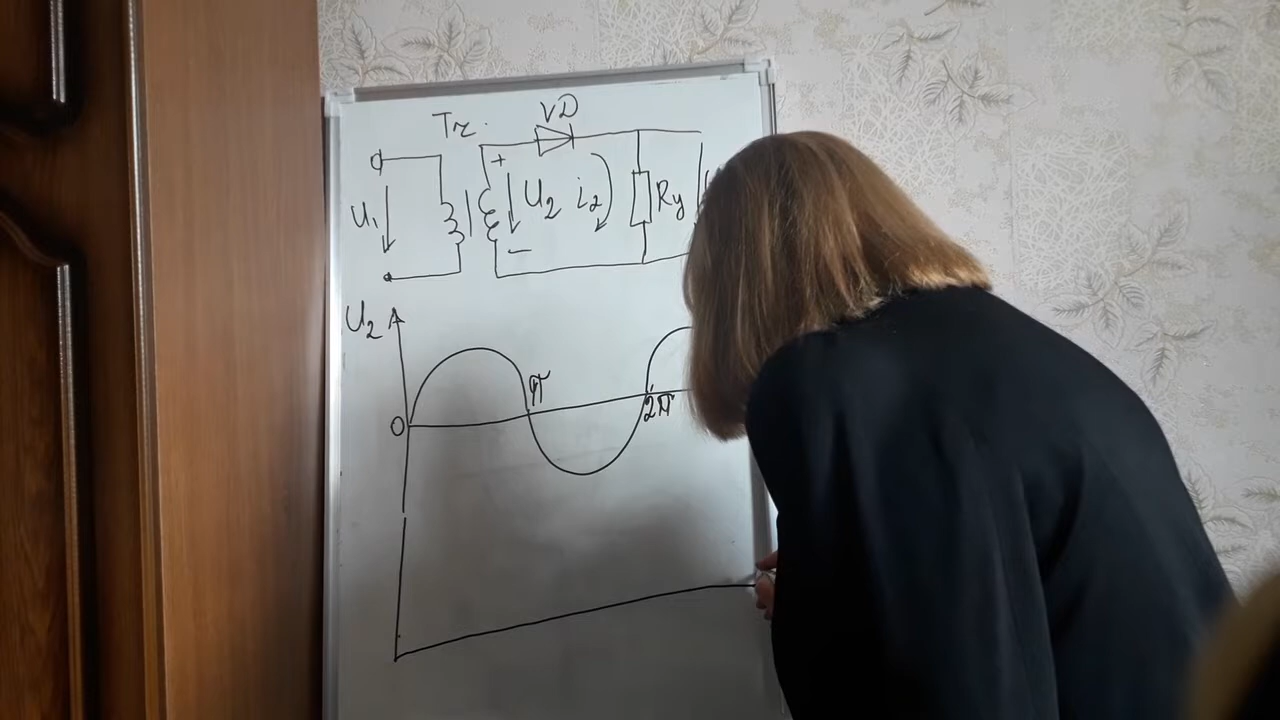 Tr.
VD
+
U₁
U₂
i₂
Ry
−
U₂
π
0
2π